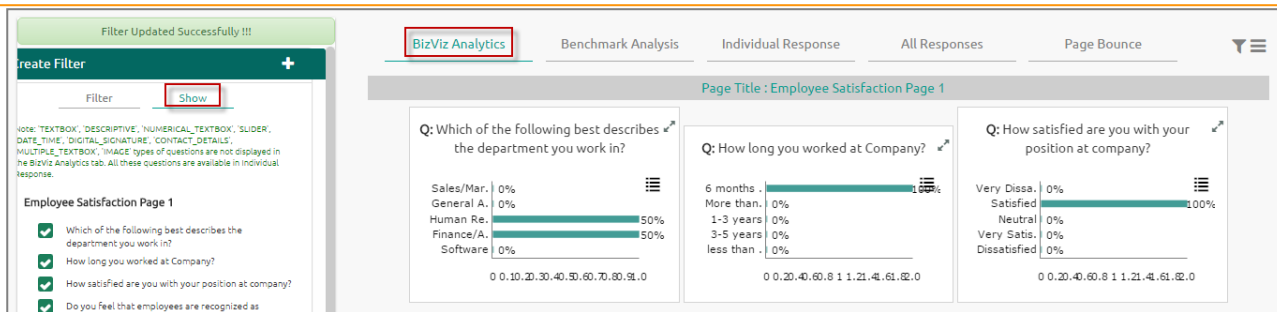 Filter Updated Successfully !!!
Create Filter
Filter Show
Note: 'TEXTBOX', 'DESCRIPTIVE', 'NUMERICAL_TEXTBOX', 'SLIDER',
'DATE_TIME', 'DIGITAL_SIGNATURE', 'CONTACT_DETAILS',
'MULTIPLE_TEXTBOX', 'IMAGE' types of questions are not displayed in
the BizViz Analytics tab. All these questions are available in Individual
Response.
Employee Satisfaction Page 1
Which of the following best describes the
department you work in?
How long you worked at Company?
How satisfied are you with your position at company?
Do you feel that employees are recognized as
BizViz Analytics Benchmark Analysis Individual Response All Responses Page Bounce
Page Title : Employee Satisfaction Page 1
Q: Which of the following best describes
the department you work in?
Sales/Mar. 0%
General A. 0%
Human Re. 50%
Finance/A. 50%
Software 0%
0 0.10.20.30.40.50.60.70.80.91.0
Q: How long you worked at Company?
6 months . 100%
More than. 0%
1-3 years 0%
3-5 years 0%
less than . 0%
0 0.20.40.60.8 1 1.21.41.61.82.0
Q: How satisfied are you with your
position at company?
Very Dissa. 0%
Satisfied 100%
Neutral 0%
Very Satis. 0%
Dissatisfied 0%
0 0.20.40.60.8 1 1.21.41.61.82.0